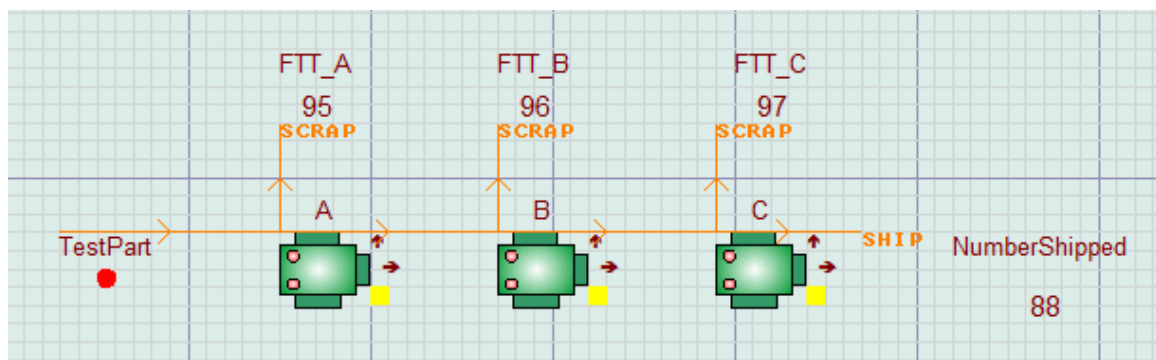 FTT_A FTT_B FTT_C
95 96 97
SCRAP SCRAP SCRAP
A B C
TestPart SHIP NumberShipped
88